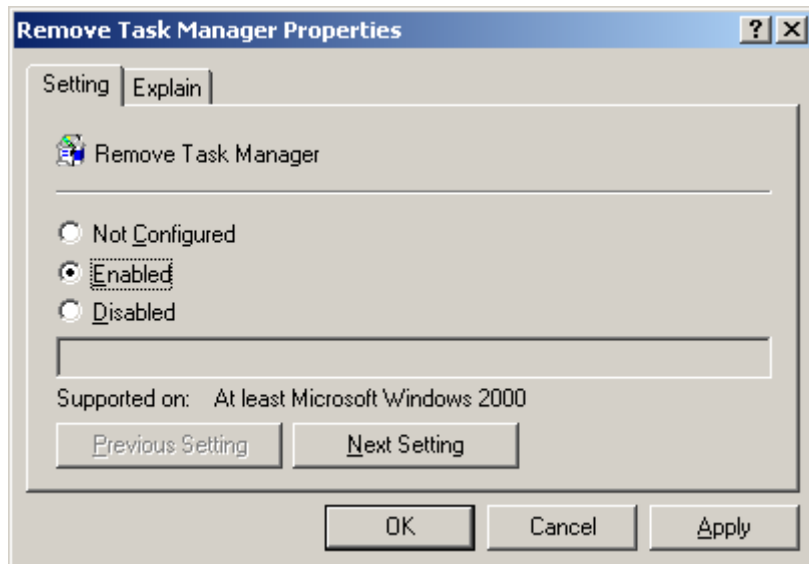 Remove Task Manager Properties
Setting Explain
Remove Task Manager
Not Configured
Enabled
Disabled
Supported on: At least Microsoft Windows 2000
Previous Setting Next Setting
OK Cancel Apply